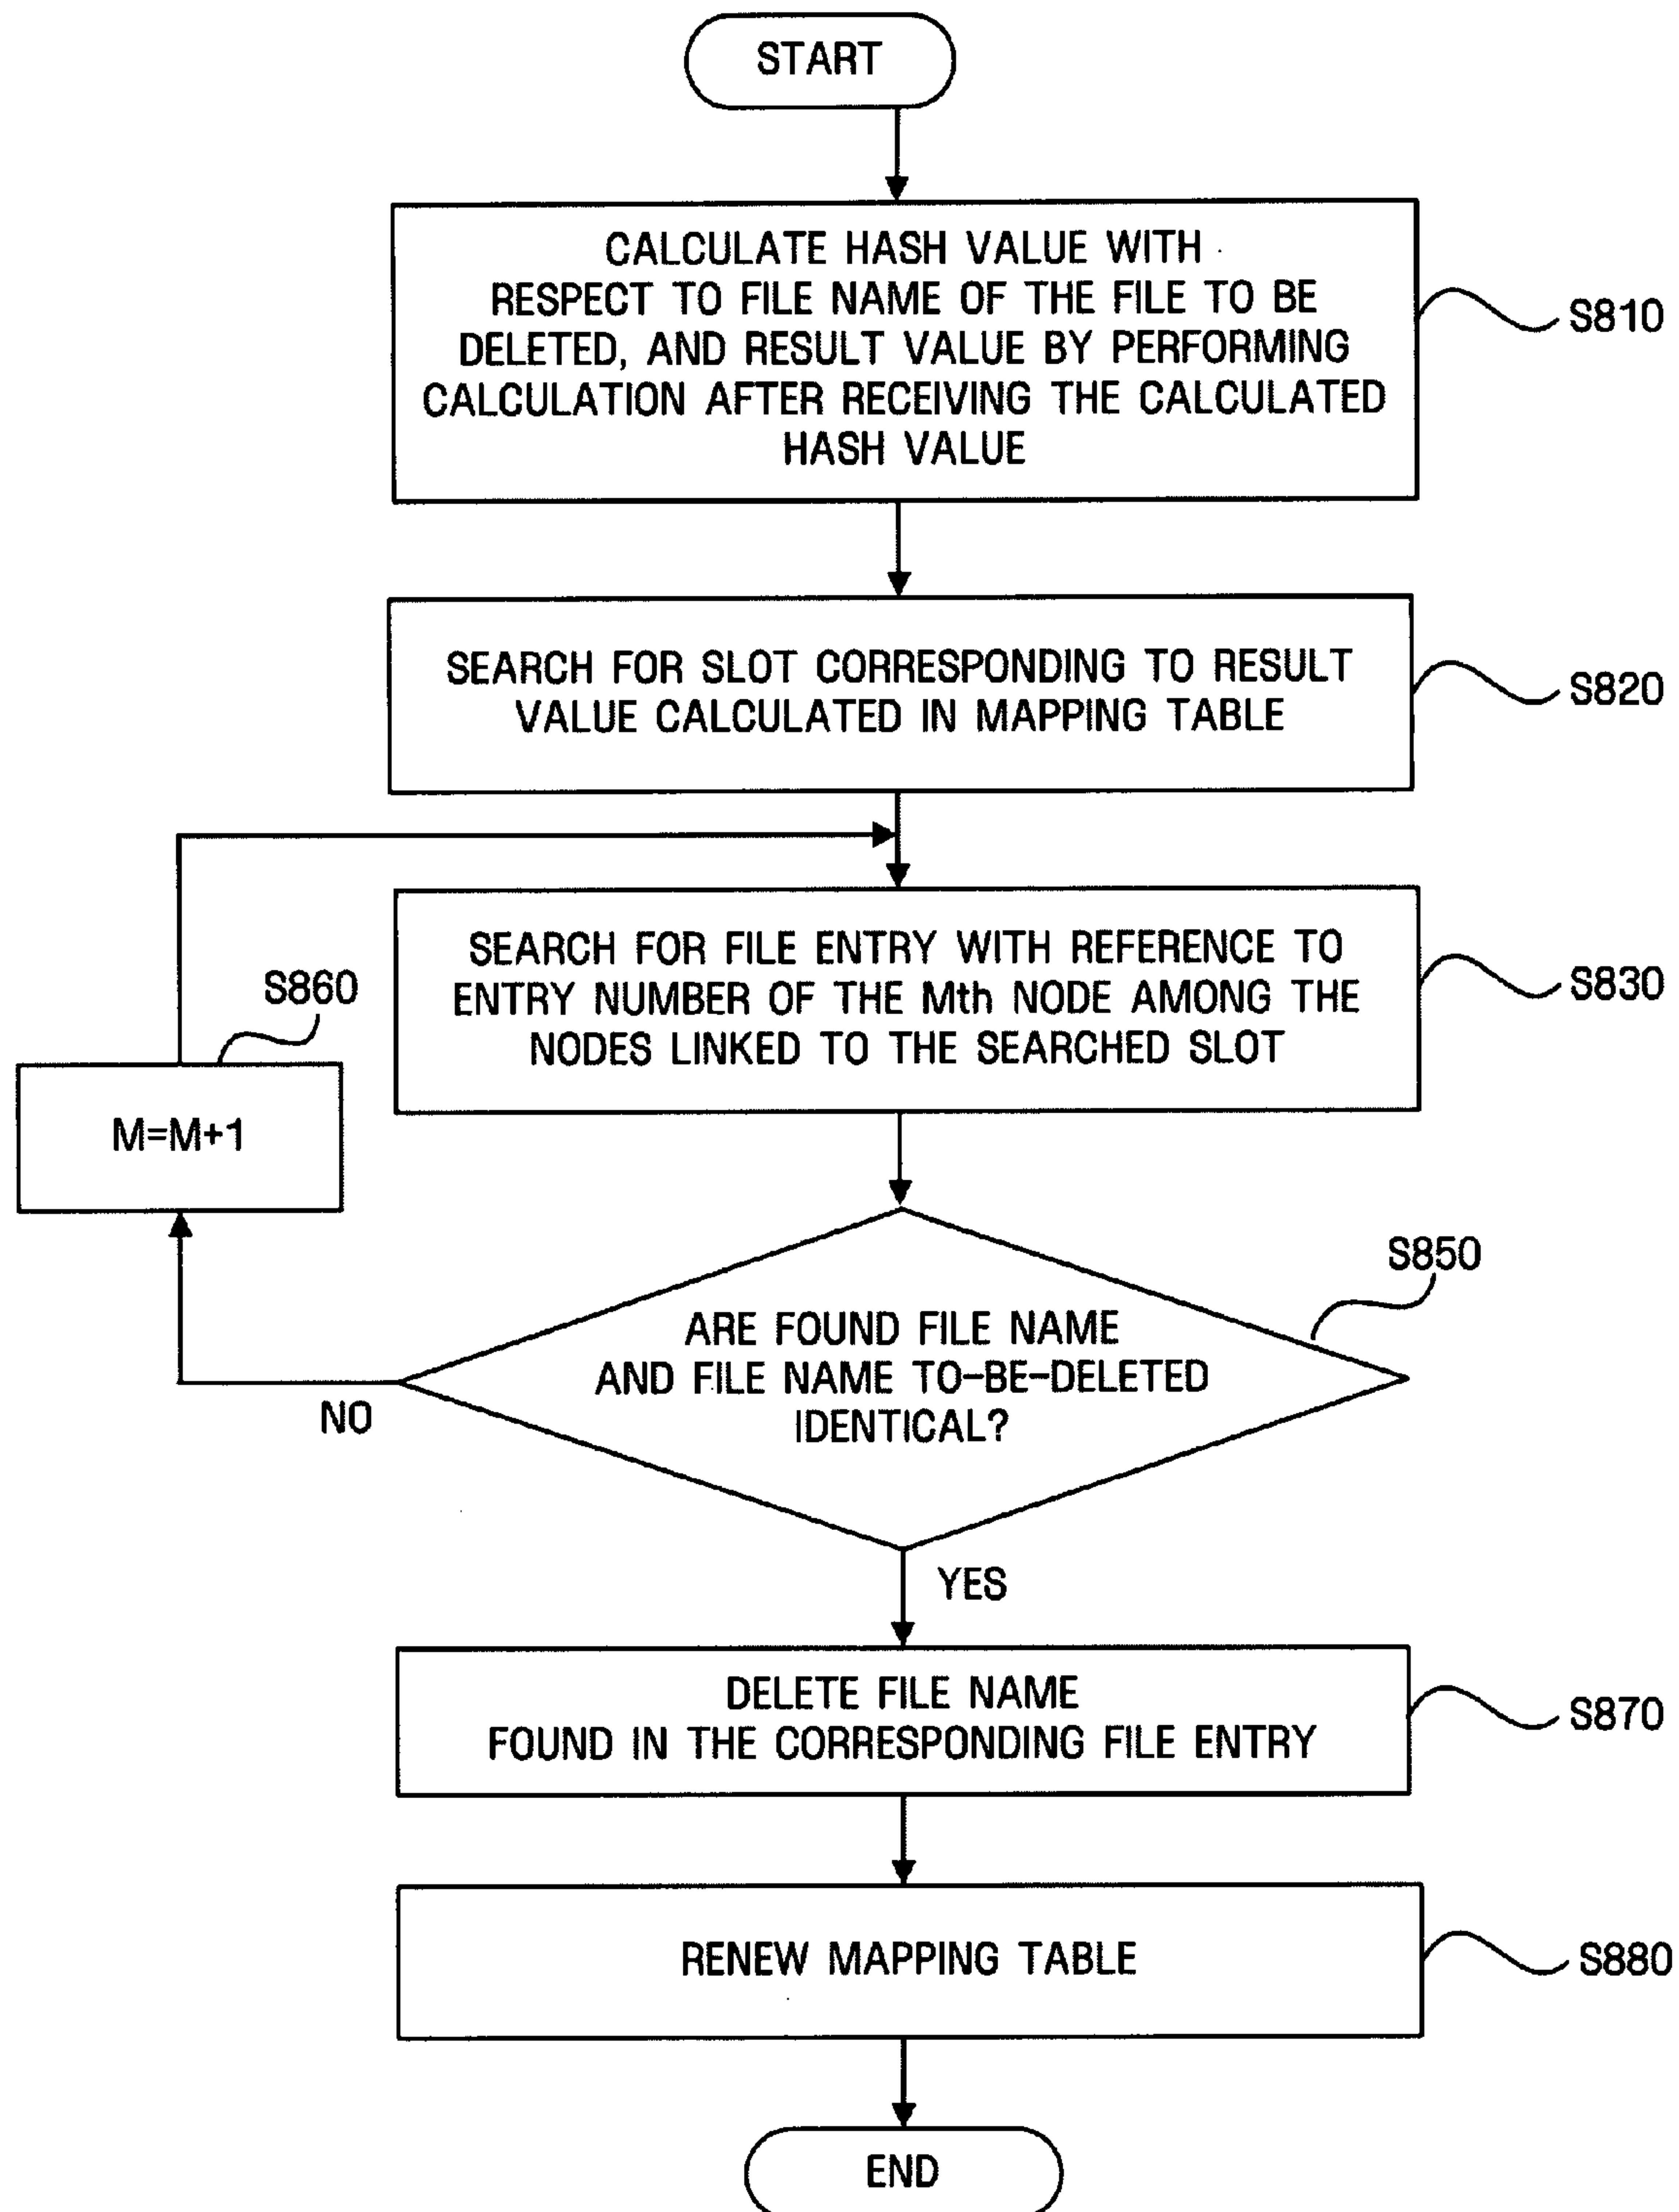 START
CALCULATE HASH VALUE WITH
RESPECT TO FILE NAME OF THE FILE TO BE
DELETED, AND RESULT VALUE BY PERFORMING
CALCULATION AFTER RECEIVING THE CALCULATED
HASH VALUE
S810
SEARCH FOR SLOT CORRESPONDING TO RESULT
VALUE CALCULATED IN MAPPING TABLE
S820
SEARCH FOR FILE ENTRY WITH REFERENCE TO
ENTRY NUMBER OF THE Mth NODE AMONG THE
NODES LINKED TO THE SEARCHED SLOT
S830
S860
M=M+1
S850
ARE FOUND FILE NAME
AND FILE NAME TO-BE-DELETED
IDENTICAL?
NO
YES
DELETE FILE NAME
FOUND IN THE CORRESPONDING FILE ENTRY
S870
RENEW MAPPING TABLE
S880
END